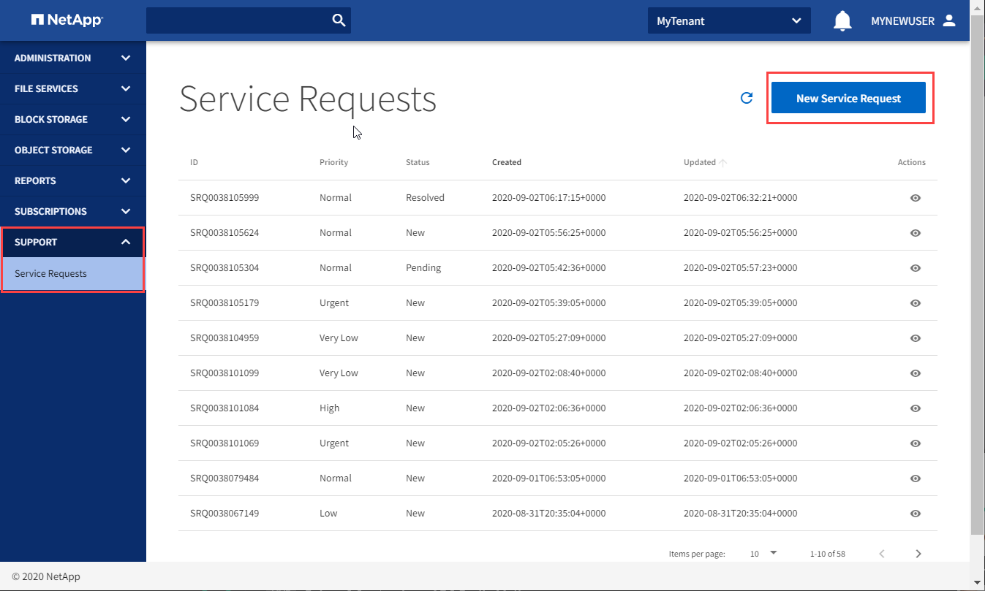 NetApp
MyTenant
MYNEWUSER
ADMINISTRATION
FILE SERVICES
BLOCK STORAGE
OBJECT STORAGE
REPORTS
SUBSCRIPTIONS
SUPPORT
Service Requests
Service Requests
New Service Request
ID Priority Status Created Updated Actions
SRQ0038105999 Normal Resolved 2020-09-02T06:17:15+0000 2020-09-02T06:32:21+0000
SRQ0038105624 Normal New 2020-09-02T05:56:25+0000 2020-09-02T05:56:25+0000
SRQ0038105304 Normal Pending 2020-09-02T05:42:36+0000 2020-09-02T05:57:23+0000
SRQ0038105179 Urgent New 2020-09-02T05:39:05+0000 2020-09-02T05:39:05+0000
SRQ0038104959 Very Low New 2020-09-02T05:27:09+0000 2020-09-02T05:27:09+0000
SRQ0038101099 Very Low New 2020-09-02T02:08:40+0000 2020-09-02T02:08:40+0000
SRQ0038101084 High New 2020-09-02T02:06:36+0000 2020-09-02T02:06:36+0000
SRQ0038101069 Urgent New 2020-09-02T02:05:26+0000 2020-09-02T02:05:26+0000
SRQ0038079484 Normal New 2020-09-01T06:53:05+0000 2020-09-01T06:53:05+0000
SRQ0038067149 Low New 2020-08-31T20:35:04+0000 2020-08-31T20:35:04+0000
Items per page: 10 1-10 of 58
© 2020 NetApp